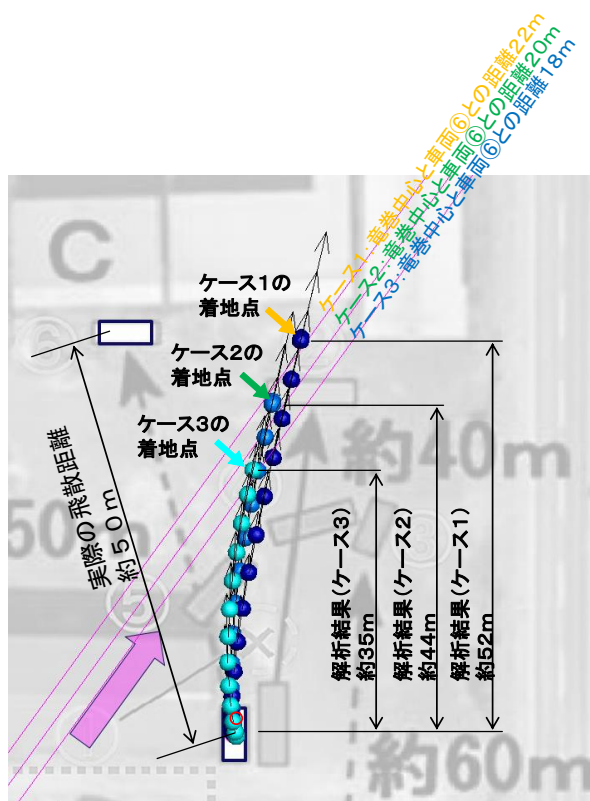 ケース1：竜巻中心と車両⑥との距離22m
ケース2：竜巻中心と車両⑥との距離20m
ケース3：竜巻中心と車両⑥との距離18m
C
ケース1の
着地点
⑥
ケース2の
着地点
ケース3の
着地点
約40m
50m
実際の飛散距離
約50m
③
⑤
解析結果(ケース3)
約35m
解析結果(ケース2)
約44m
解析結果(ケース1)
約52m
約60m